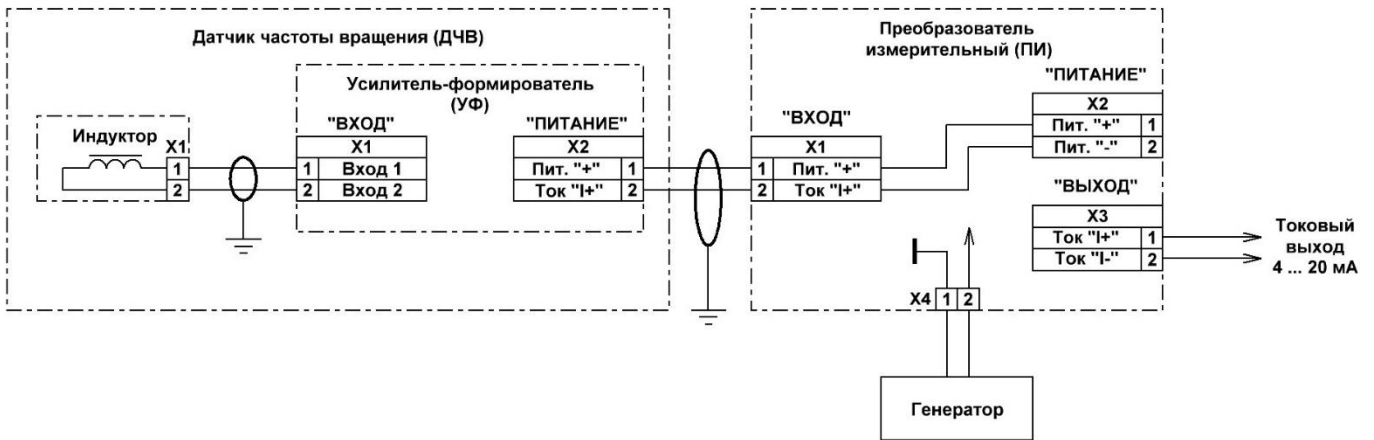 Датчик частоты вращения (ДЧВ)
Усилитель-формирователь
(УФ)
Индуктор
X1
1
2
"ВХОД"
X1
1 Вход 1
2 Вход 2
"ПИТАНИЕ"
X2
Пит. "+" 1
Ток "I+" 2
Преобразователь
измерительный (ПИ)
"ВХОД"
X1
1 Пит. "+"
2 Ток "I+"
"ПИТАНИЕ"
X2
Пит. "+" 1
Пит. "-" 2
"ВЫХОД"
X3
Ток "I+" 1
Ток "I-" 2
Токовый
выход
4 ... 20 мА
X4 1 2
Генератор